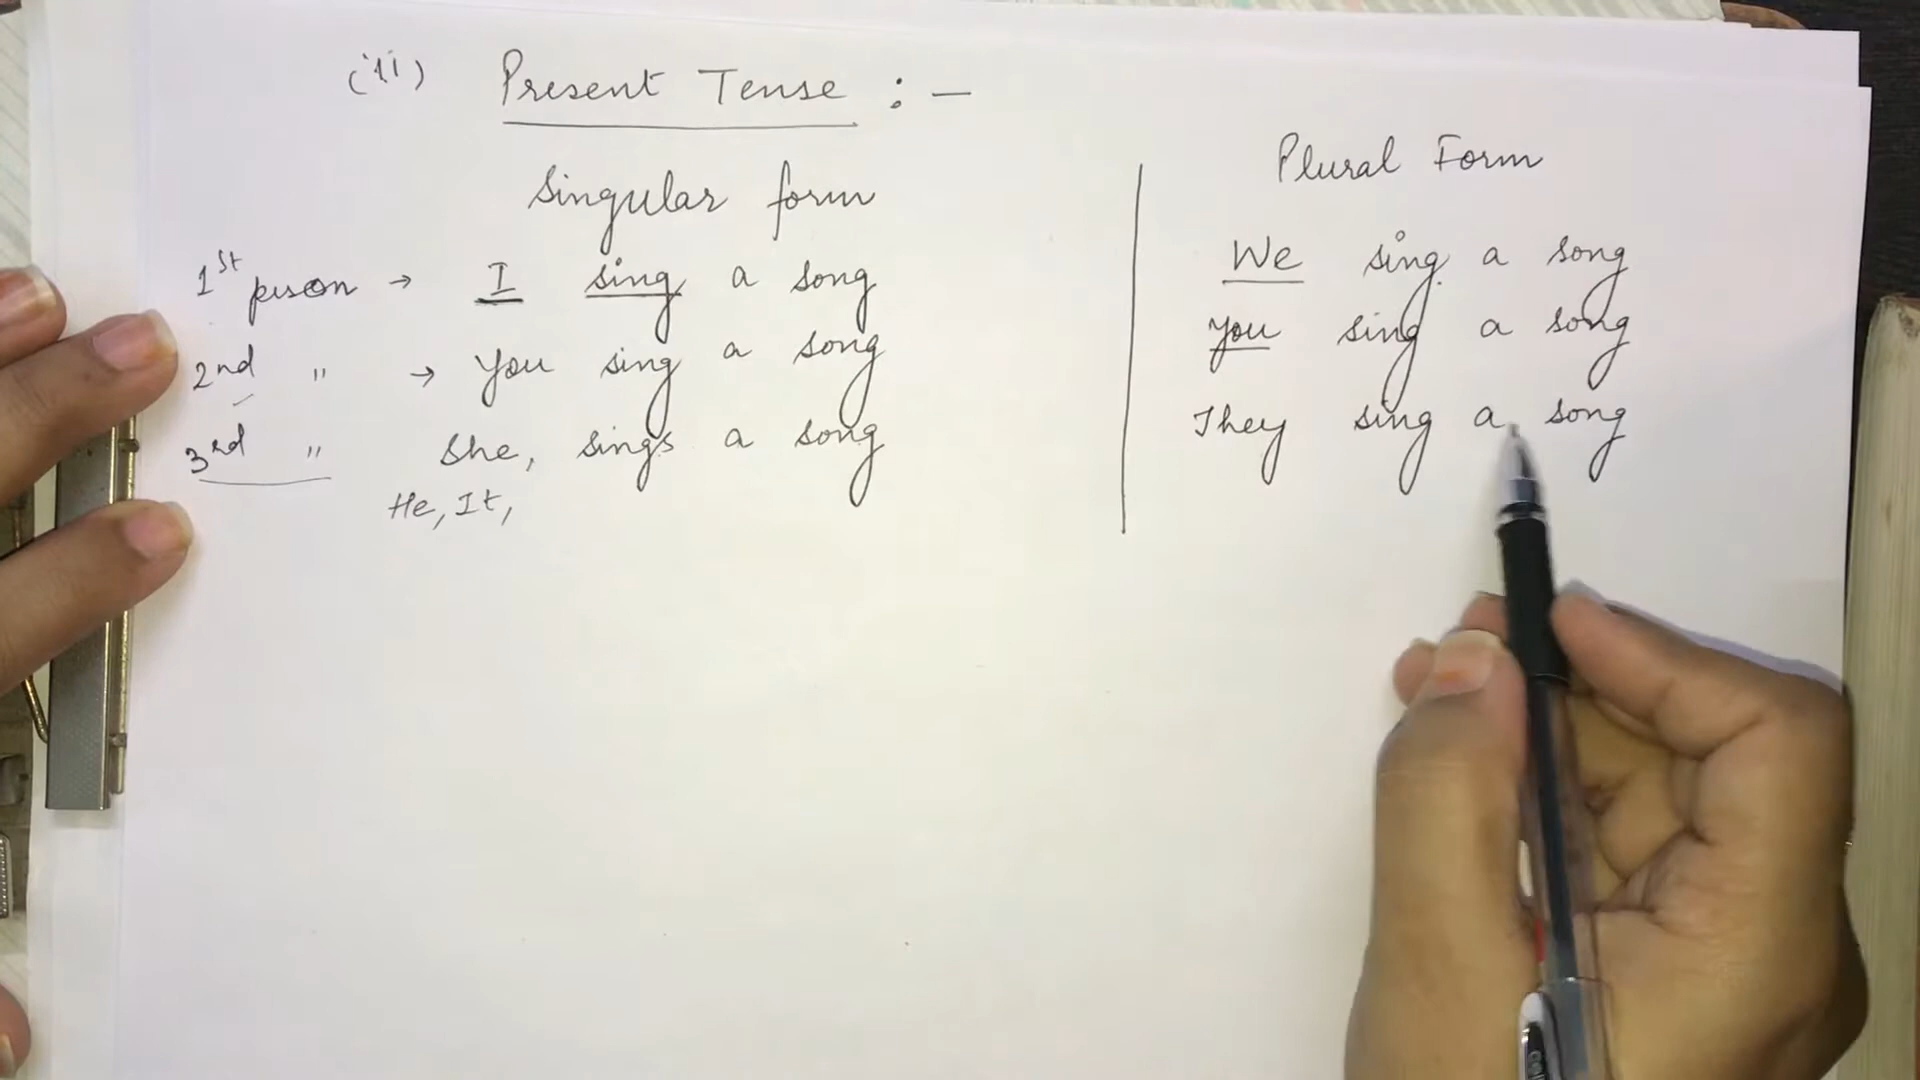 (ii) Present Tense : —
Singular form
1st person → I sing a song
2nd " → You sing a song
3rd " She, sings a song
He, It,
Plural Form
We sing a song
you sing a song
They sing a song